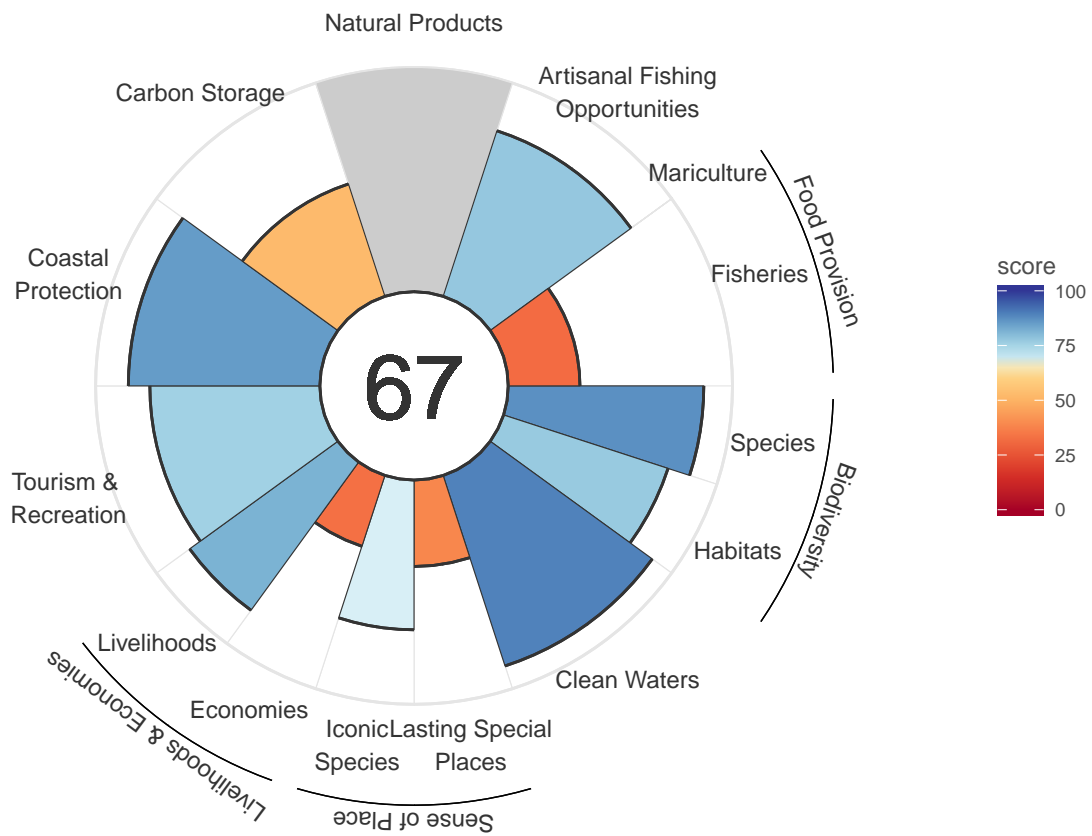 Natural Products
Artisanal Fishing
Opportunities
Carbon Storage
Mariculture
Food Provision
Fisheries
Coastal
Protection
score
100
75
50
25
0
67
Species
Biodiversity
Habitats
Tourism &
Recreation
Clean Waters
Livelihoods
Economies
Livelihoods & Economies
Iconic
Species
Lasting Special
Places
Sense of Place